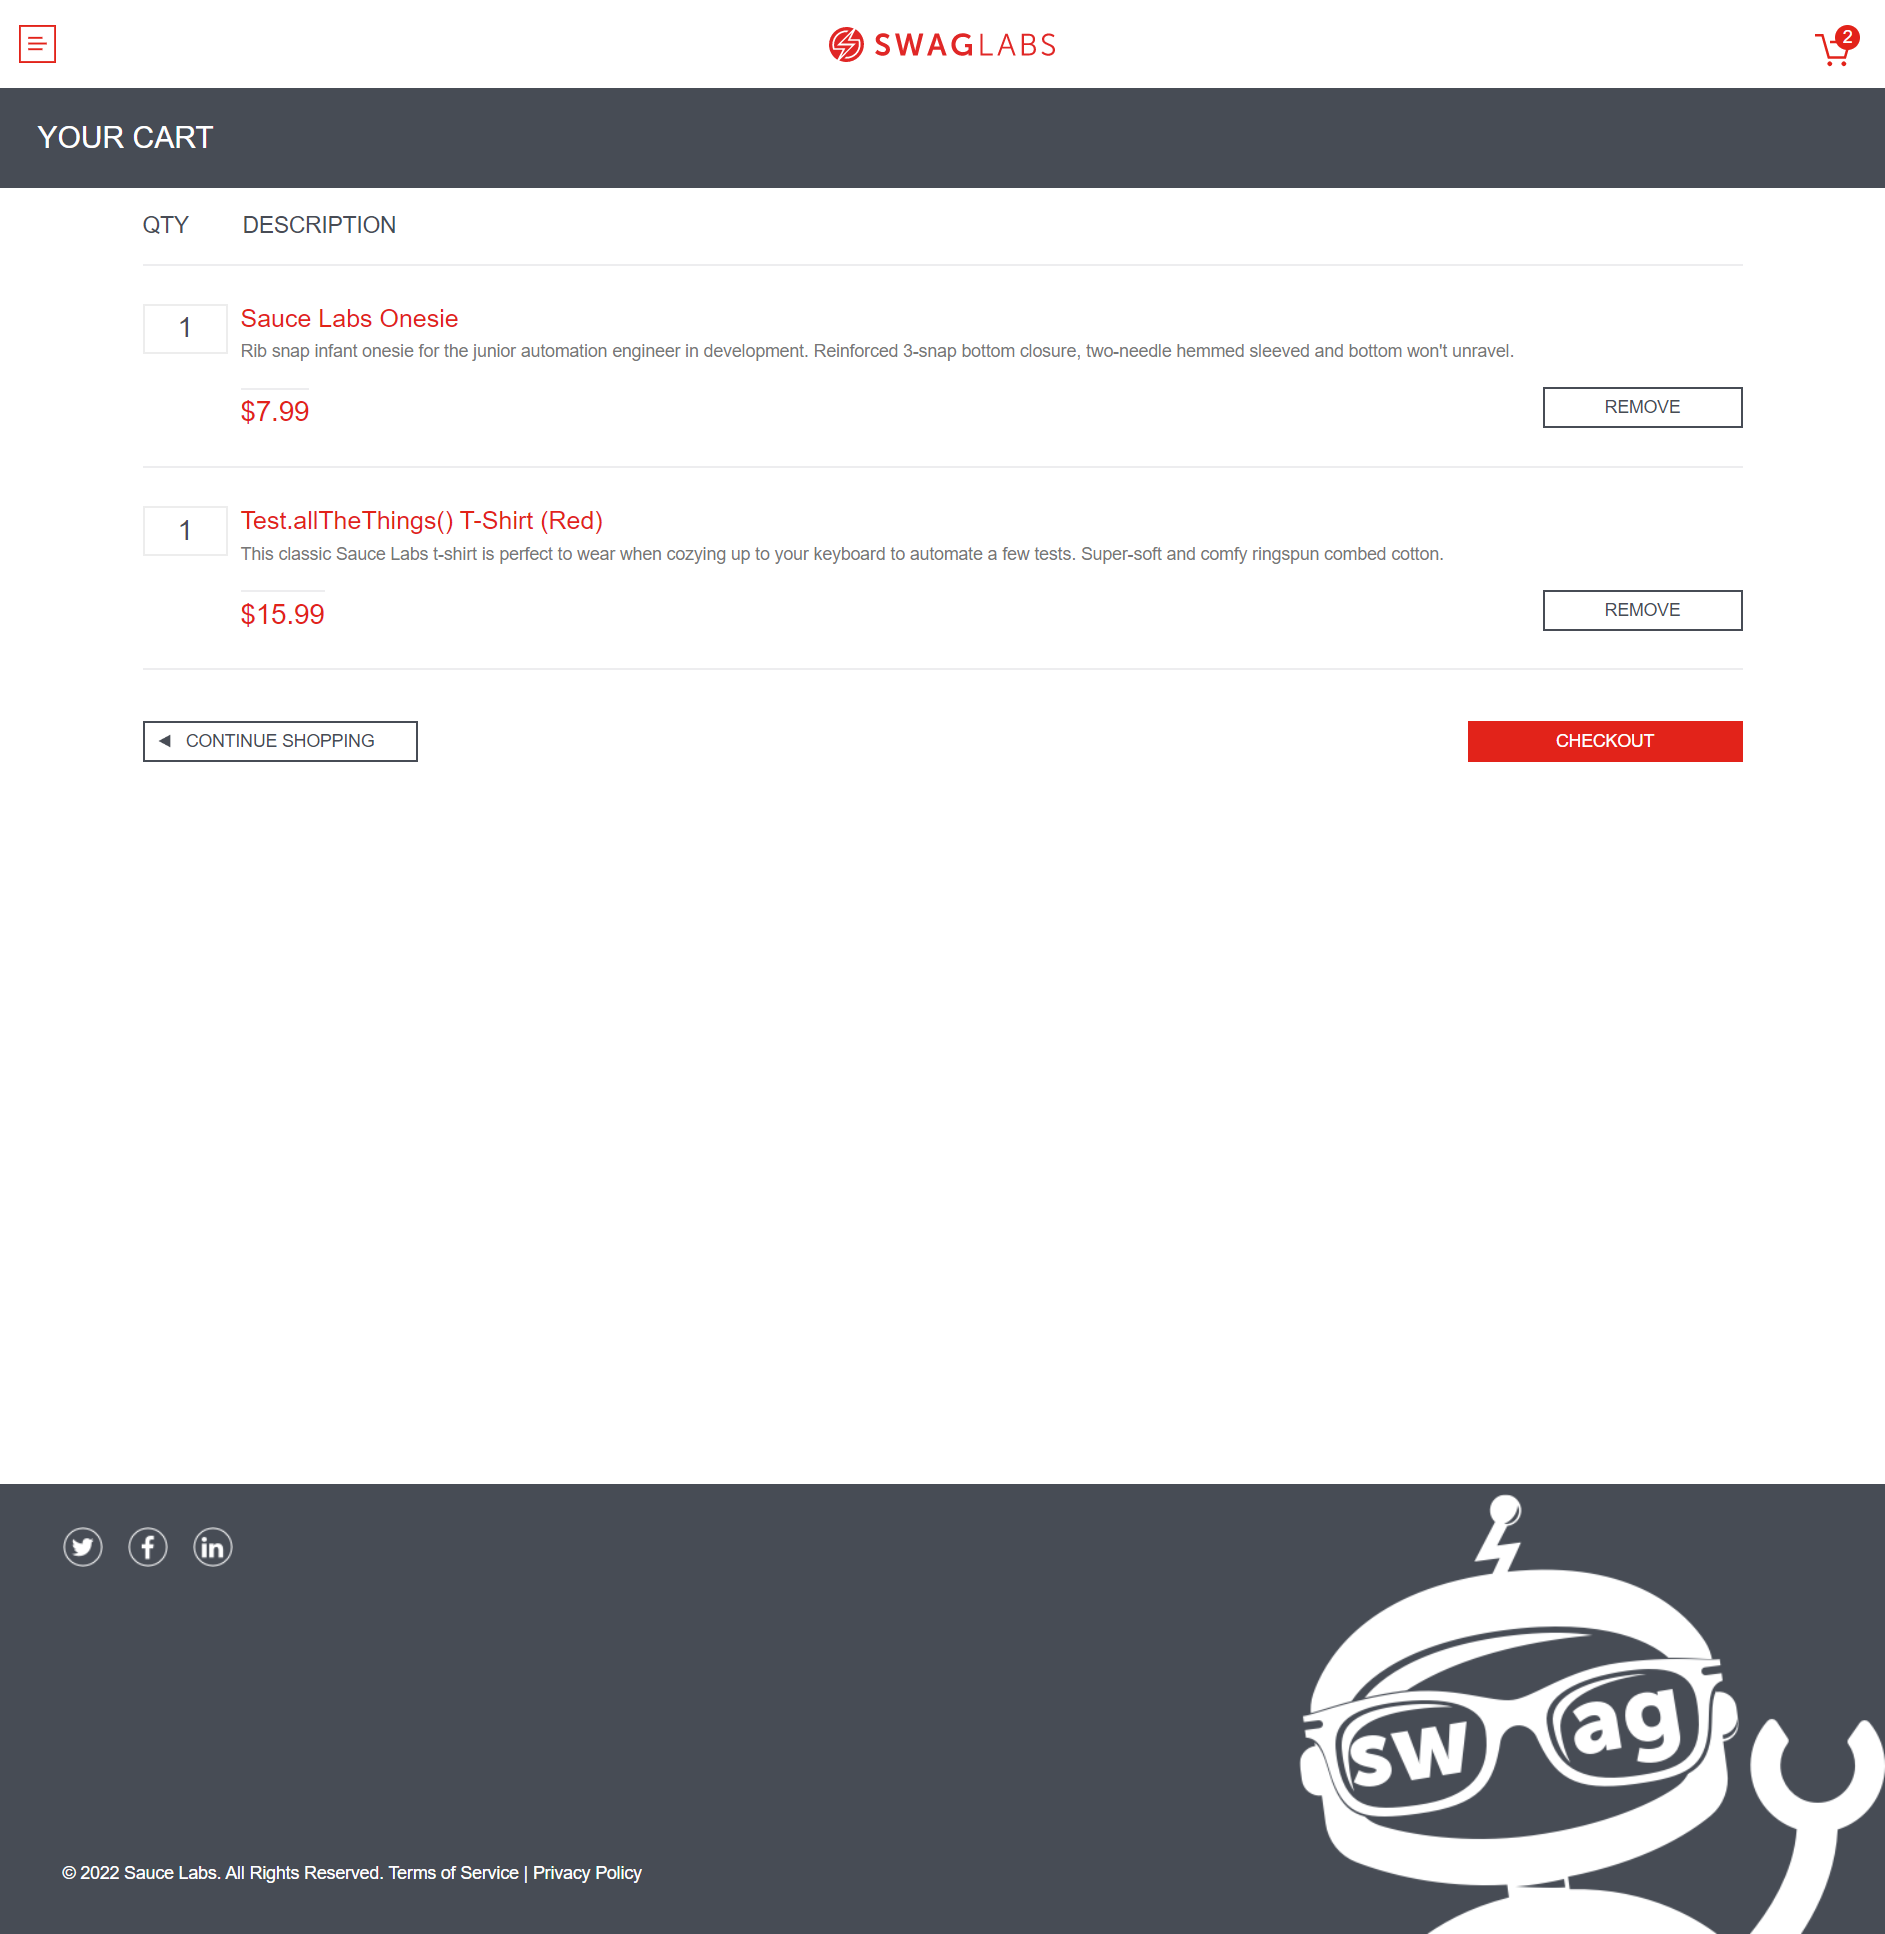 SWAGLABS
2
YOUR CART
QTY DESCRIPTION
1
Sauce Labs Onesie
Rib snap infant onesie for the junior automation engineer in development. Reinforced 3-snap bottom closure, two-needle hemmed sleeved and bottom won't unravel.
$7.99
REMOVE
1
Test.allTheThings() T-Shirt (Red)
This classic Sauce Labs t-shirt is perfect to wear when cozying up to your keyboard to automate a few tests. Super-soft and comfy ringspun combed cotton.
$15.99
REMOVE
CONTINUE SHOPPING
CHECKOUT
sw ag
© 2022 Sauce Labs. All Rights Reserved. Terms of Service | Privacy Policy